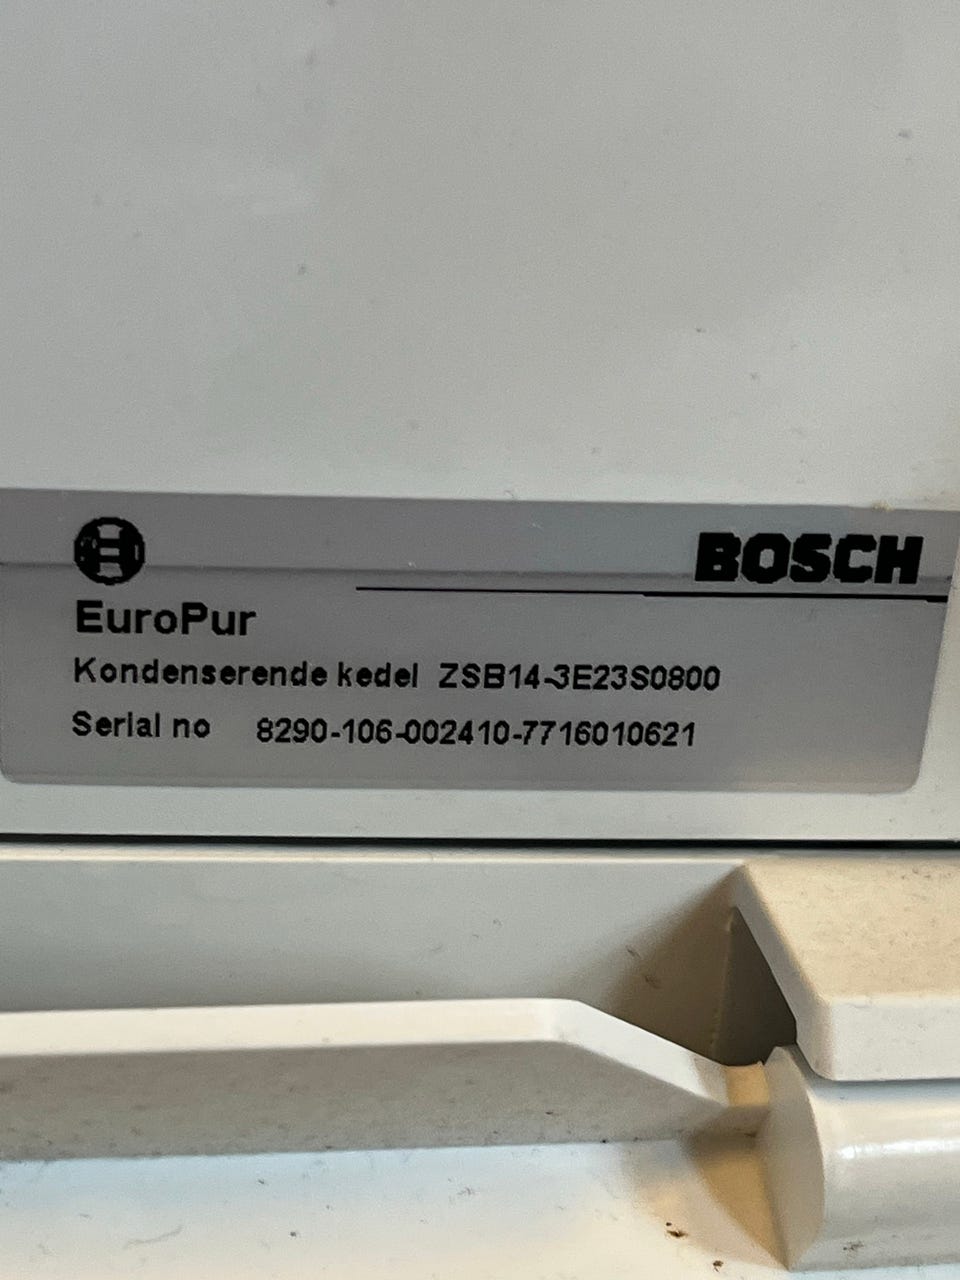 BOSCH
EuroPur
Kondenserende kedel ZSB14-3E23S0800
Serial no 8290-106-002410-7716010621